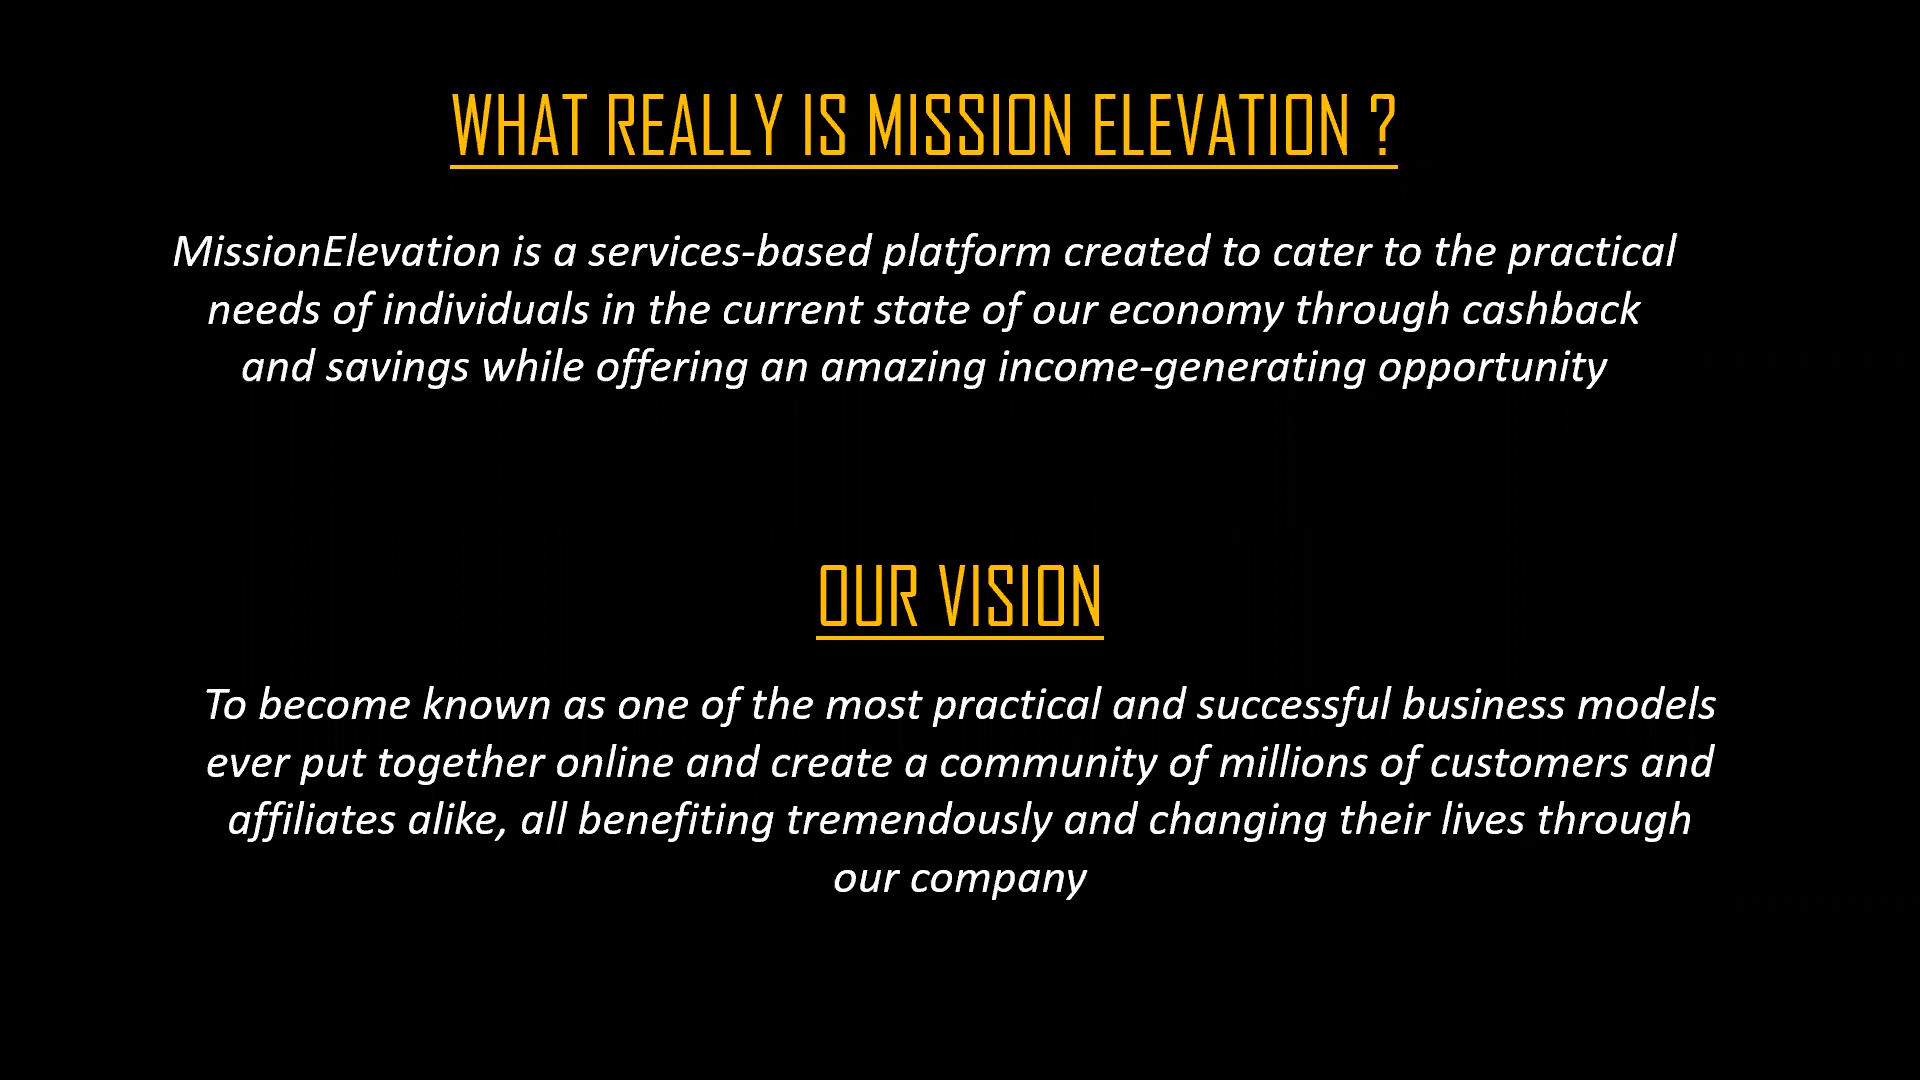 WHAT REALLY IS MISSION ELEVATION ?
MissionElevation is a services-based platform created to cater to the practical
needs of individuals in the current state of our economy through cashback
and savings while offering an amazing income-generating opportunity
OUR VISION
To become known as one of the most practical and successful business models
ever put together online and create a community of millions of customers and
affiliates alike, all benefiting tremendously and changing their lives through
our company